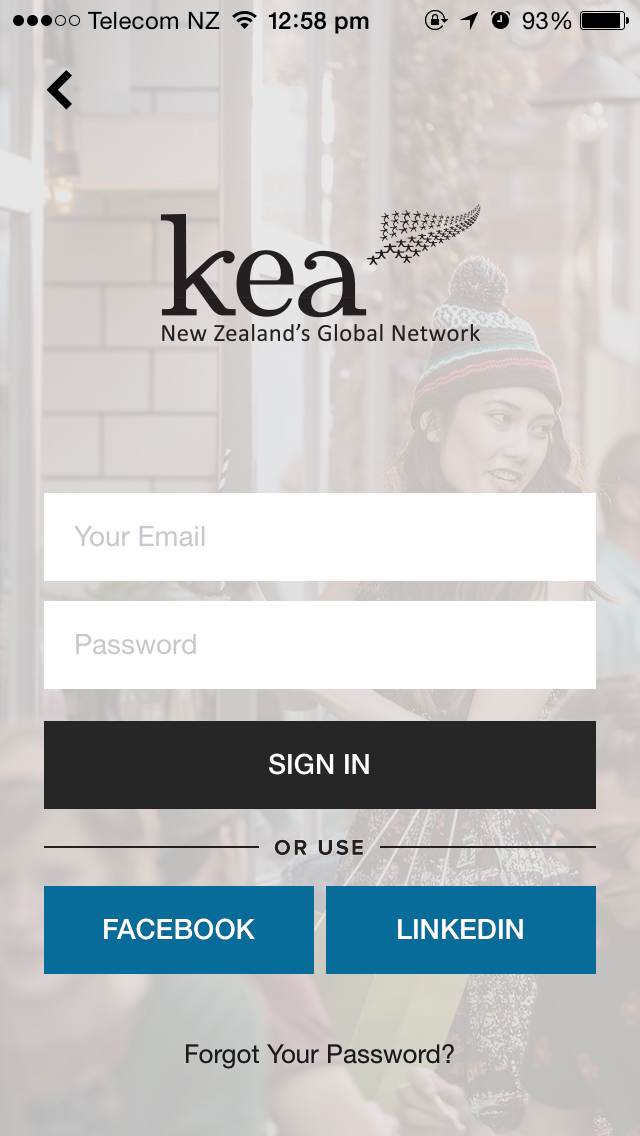 Telecom NZ 12:58 pm 93%
kea
New Zealand's Global Network
Your Email
Password
SIGN IN
OR USE
FACEBOOK LINKEDIN
Forgot Your Password?